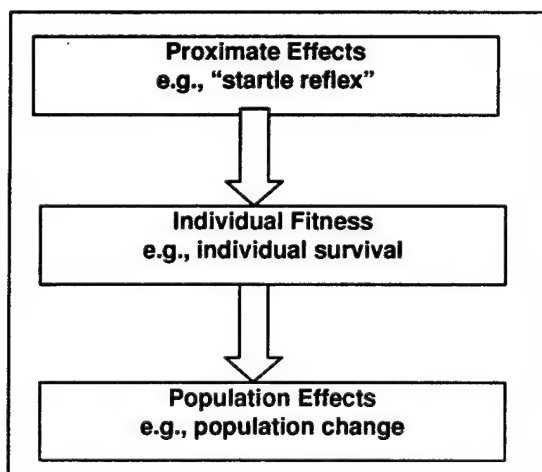 Proximate Effects
e.g., “startle reflex”
Individual Fitness
e.g., individual survival
Population Effects
e.g., population change